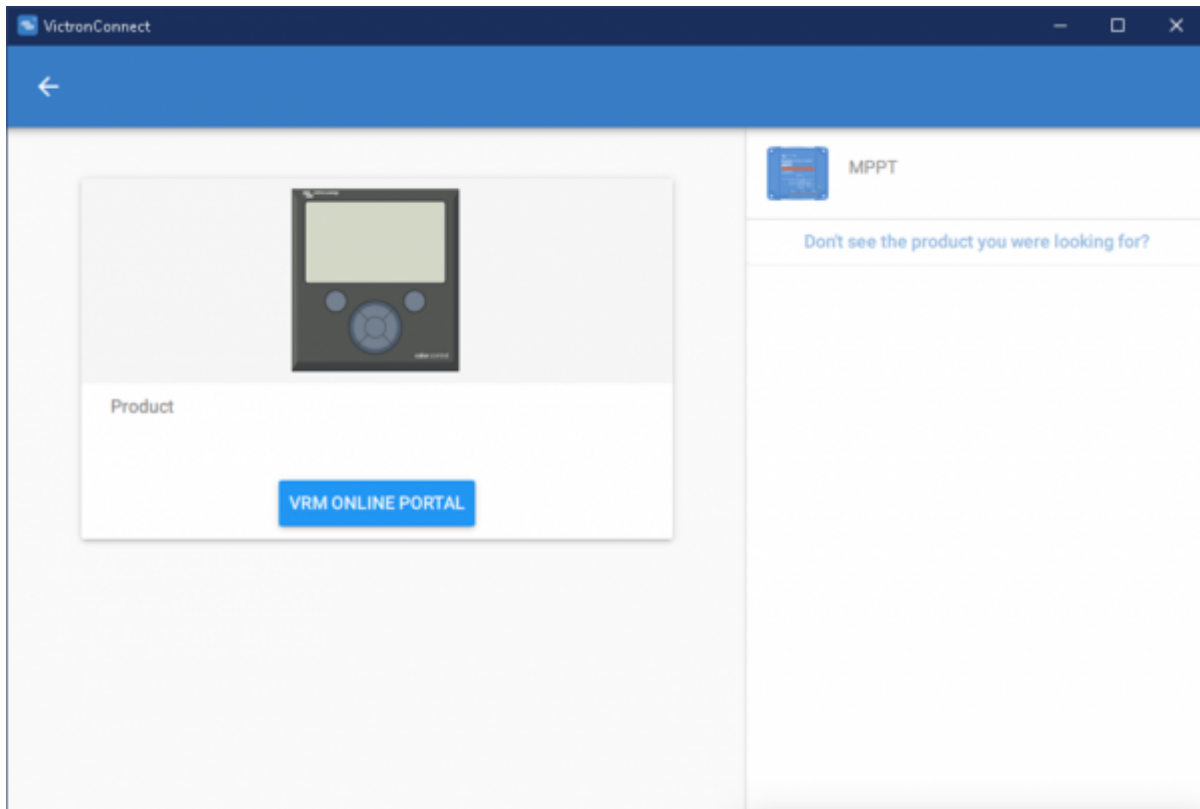 VictronConnect
MPPT
Don't see the product you were looking for?
Product
VRM ONLINE PORTAL